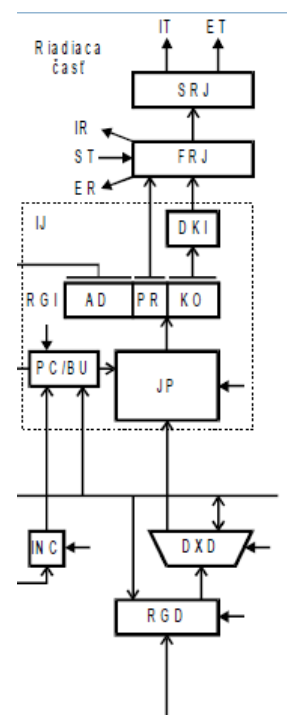 IT ET
Riadiaca
časť
SRJ
IR
ST
FRJ
ER
IJ
DKI
RGI
AD PR KO
PC/BU
JP
INC
DXD
RGD